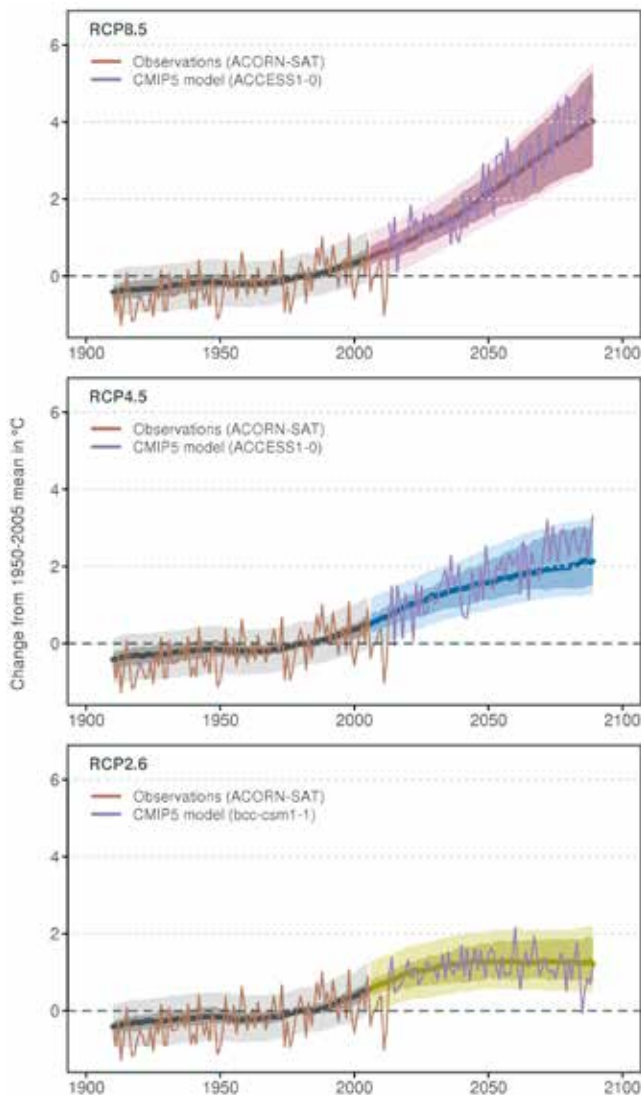 RCP8.5
Observations (ACORN-SAT)
CMIP5 model (ACCESS1-0)
6
4
2
0
1900 1950 2000 2050 2100
RCP4.5
Observations (ACORN-SAT)
CMIP5 model (ACCESS1-0)
6
4
2
0
1900 1950 2000 2050 2100
Change from 1950-2005 mean in °C
RCP2.6
Observations (ACORN-SAT)
CMIP5 model (bcc-csm1-1)
6
4
2
0
1900 1950 2000 2050 2100